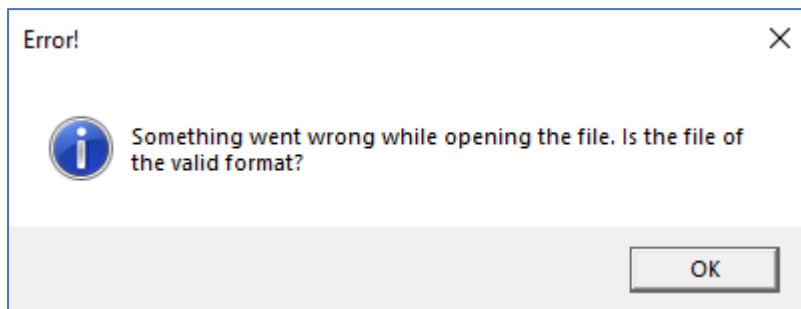 Error!
Something went wrong while opening the file. Is the file of
the valid format?
OK